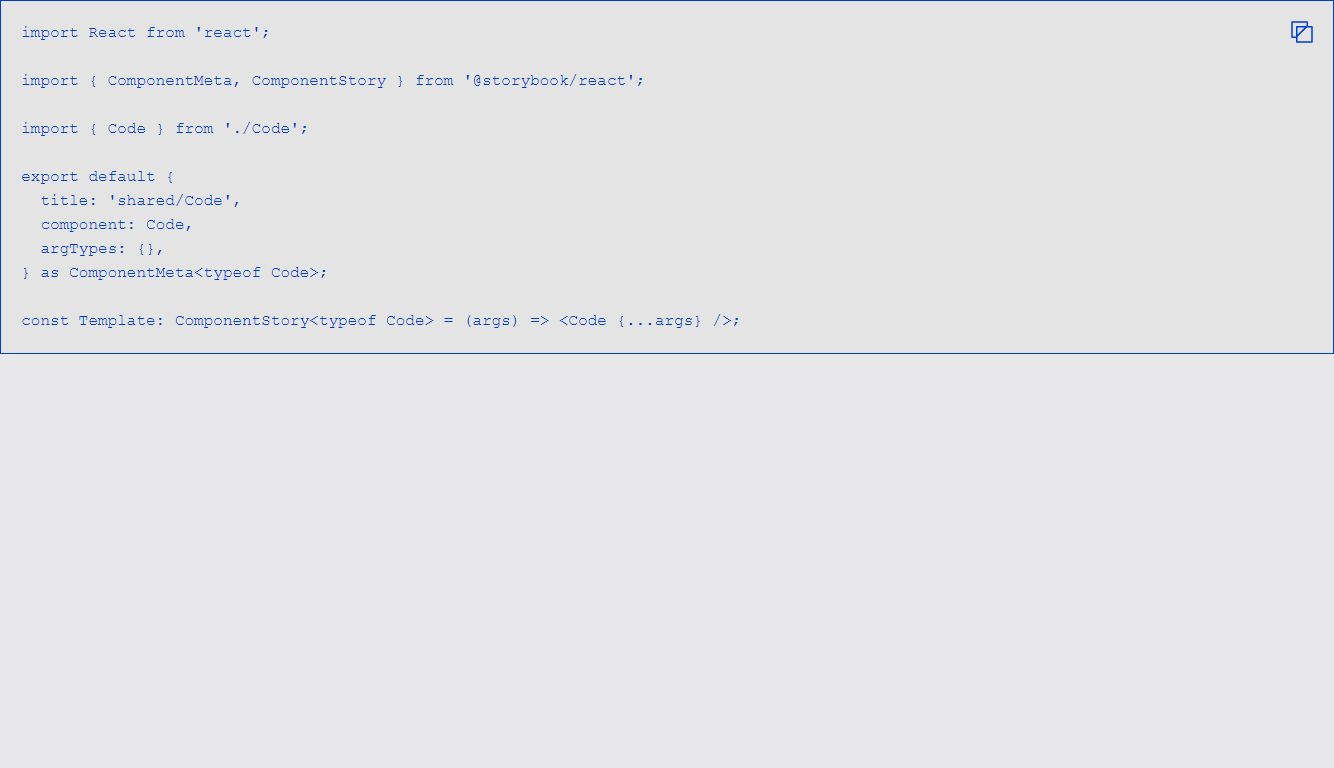 import React from 'react';
import { ComponentMeta, ComponentStory } from '@storybook/react';
import { Code } from './Code';
export default {
  title: 'shared/Code',
  component: Code,
  argTypes: {},
} as ComponentMeta<typeof Code>;
const Template: ComponentStory<typeof Code> = (args) => <Code {...args} />;